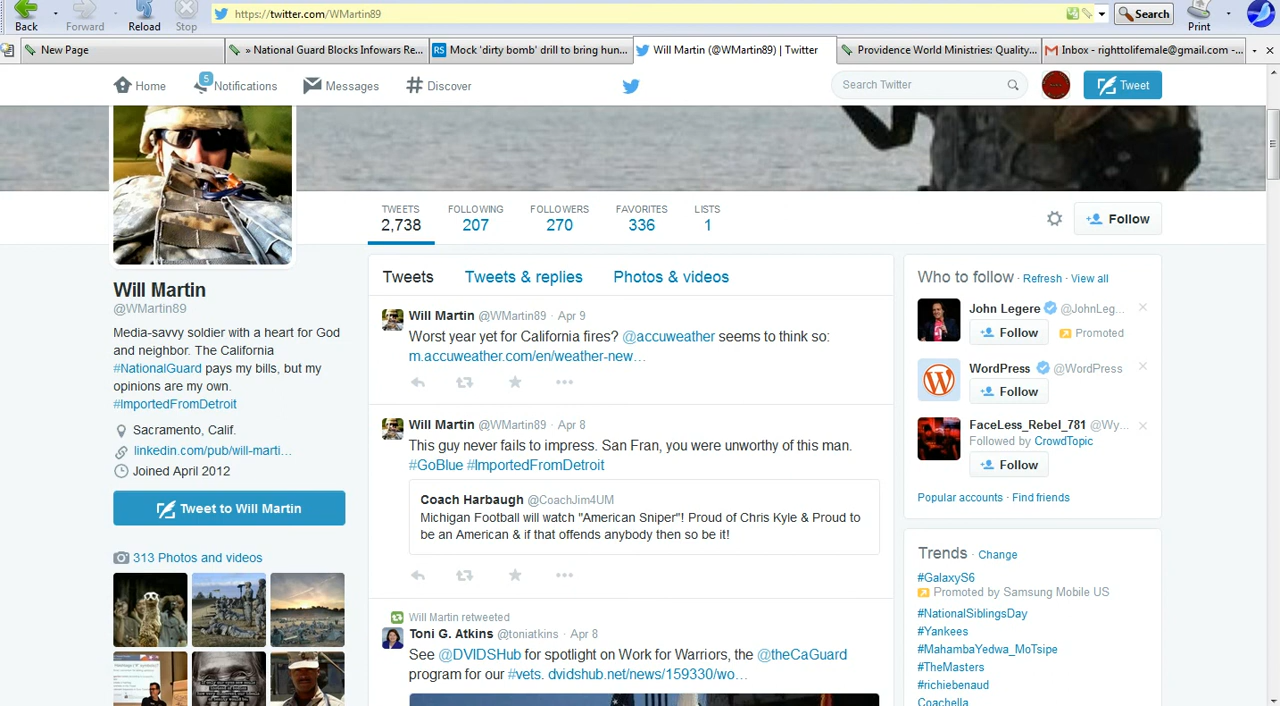 https://twitter.com/WMartin89
Back
Forward
Reload
Stop
Search
Print
New Page
» National Guard Blocks Infowars Re...
Mock 'dirty bomb' drill to bring hun...
Will Martin (@WMartin89) | Twitter
Providence World Ministries: Quality...
Inbox - righttolifemale@gmail.com -...
Home
5
Notifications
Messages
Discover
Search Twitter
Tweet
TWEETS
2,738
FOLLOWING
207
FOLLOWERS
270
FAVORITES
336
LISTS
1
Follow
Will Martin
@WMartin89
Media-savvy soldier with a heart for God
and neighbor. The California
#NationalGuard pays my bills, but my
opinions are my own.
#ImportedFromDetroit
Sacramento, Calif.
linkedin.com/pub/will-marti...
Joined April 2012
Tweet to Will Martin
313 Photos and videos
Tweets
Tweets & replies
Photos & videos
Will Martin @WMartin89 · Apr 9
Worst year yet for California fires? @accuweather seems to think so:
m.accuweather.com/en/weather-new...
Will Martin @WMartin89 · Apr 8
This guy never fails to impress. San Fran, you were unworthy of this man.
#GoBlue #ImportedFromDetroit
Coach Harbaugh @CoachJim4UM
Michigan Football will watch "American Sniper"! Proud of Chris Kyle & Proud to
be an American & if that offends anybody then so be it!
Will Martin retweeted
Toni G. Atkins @toniatkins · Apr 8
See @DVIDSHub for spotlight on Work for Warriors, the @theCaGuard
program for our #vets. dvidshub.net/news/159330/wo...
Who to follow · Refresh · View all
John Legere @JohnLeg...
Follow
Promoted
WordPress @WordPress
Follow
FaceLess_Rebel_781 @Wy...
Followed by CrowdTopic
Follow
Popular accounts · Find friends
Trends · Change
#GalaxyS6
Promoted by Samsung Mobile US
#NationalSiblingsDay
#Yankees
#MahambaYedwa_MoTsipe
#TheMasters
#richiebenaud
Coachella